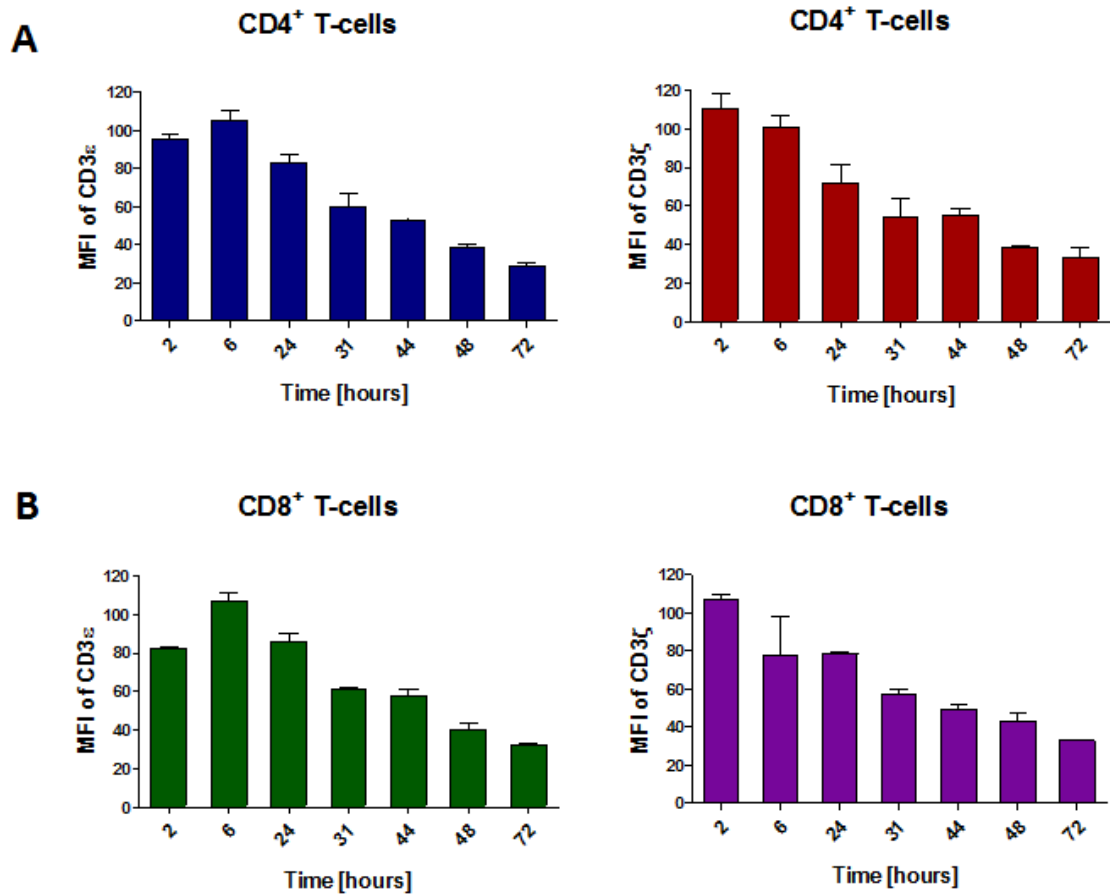 A
CD4+ T-cells
CD4+ T-cells
MFI of CD3ε
120
100
80
60
40
20
0
2 6 24 31 44 48 72
Time [hours]
MFI of CD3ζ
120
100
80
60
40
20
0
2 6 24 31 44 48 72
Time [hours]
B
CD8+ T-cells
CD8+ T-cells
MFI of CD3ε
120
100
80
60
40
20
0
2 6 24 31 44 48 72
Time [hours]
MFI of CD3ζ
120
100
80
60
40
20
0
2 6 24 31 44 48 72
Time [hours]